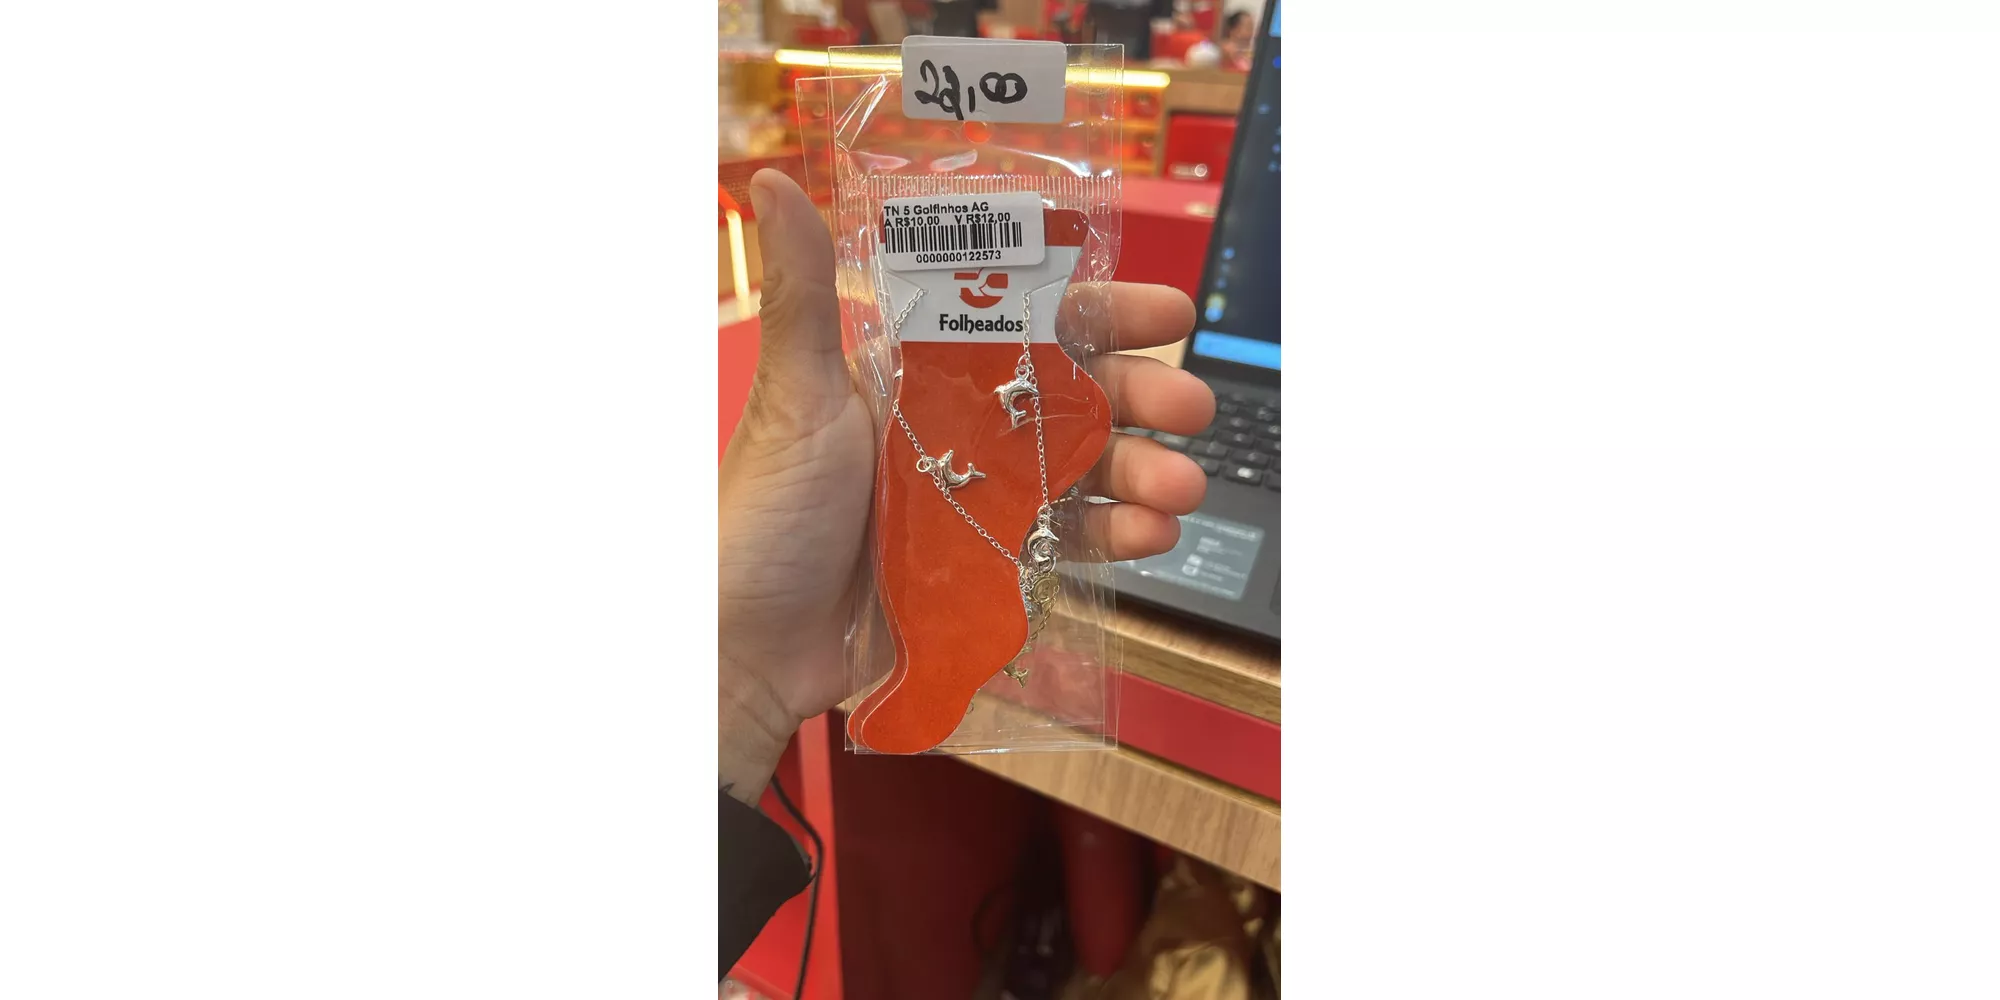 22,00
TN 5 Golfinhos AG
A R$10,00 V R$12,00
0000000122573
Folheados